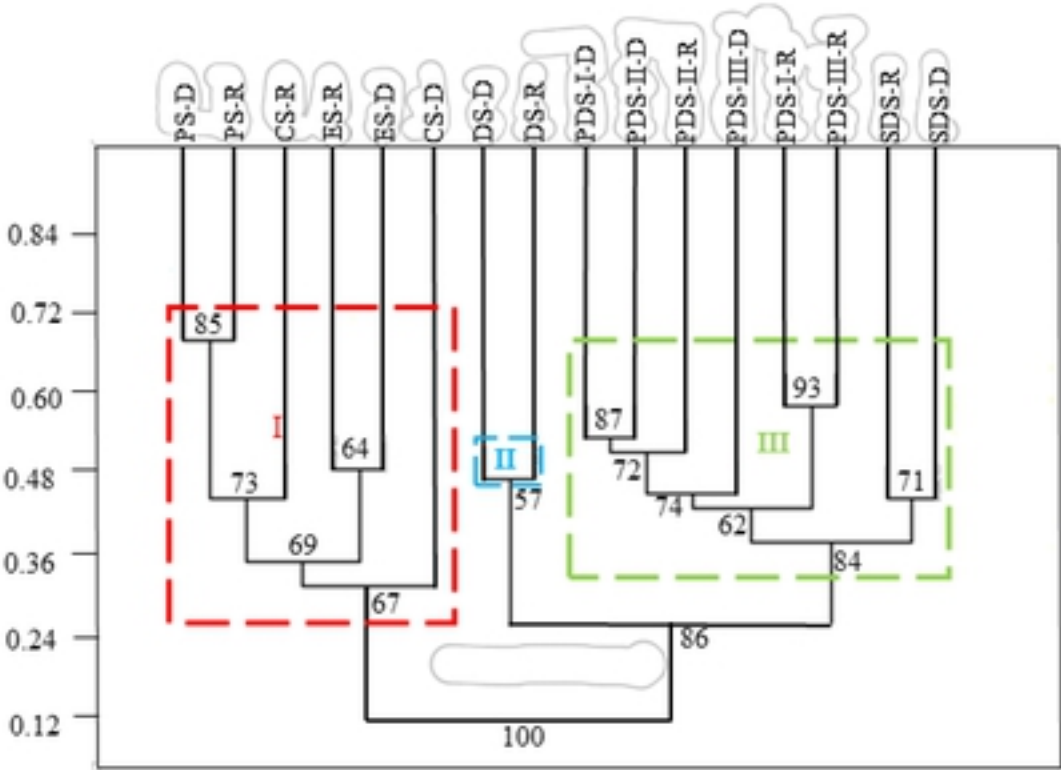 PS-D
PS-R
CS-R
ES-R
ES-D
CS-D
DS-D
DS-R
PDS-I-D
PDS-II-D
PDS-II-R
PDS-III-D
PDS-I-R
PDS-III-R
SDS-R
SDS-D
0.84
0.72
85
0.60
93
87
I
III
64
II
72
0.48
73
71
57
74
62
69
0.36
84
67
0.24
86
0.12
100